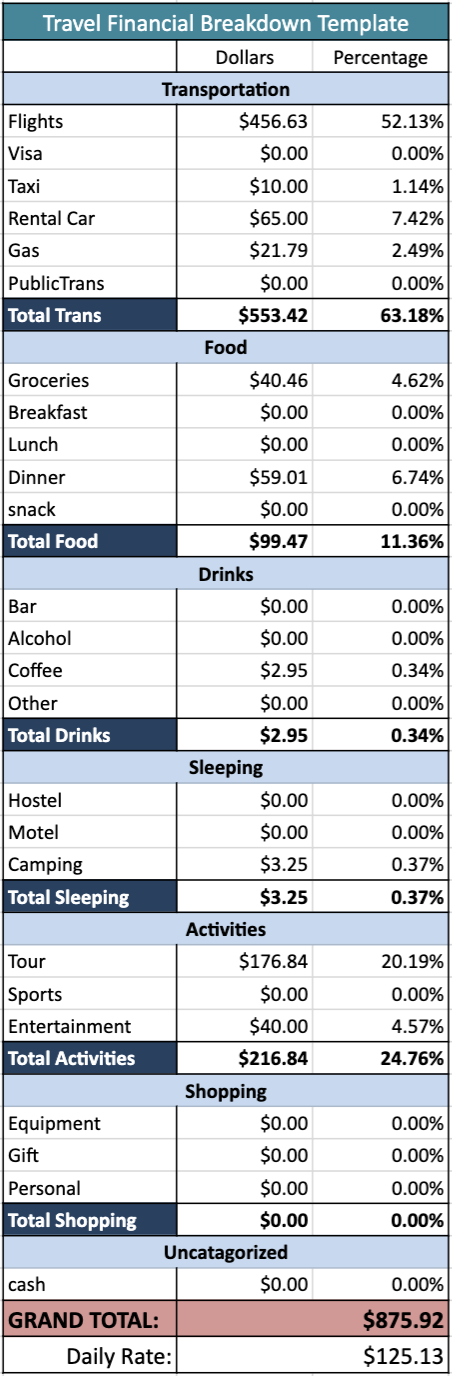 Travel Financial Breakdown Template
Dollars Percentage
Transportation
Flights $456.63 52.13%
Visa $0.00 0.00%
Taxi $10.00 1.14%
Rental Car $65.00 7.42%
Gas $21.79 2.49%
PublicTrans $0.00 0.00%
Total Trans $553.42 63.18%
Food
Groceries $40.46 4.62%
Breakfast $0.00 0.00%
Lunch $0.00 0.00%
Dinner $59.01 6.74%
snack $0.00 0.00%
Total Food $99.47 11.36%
Drinks
Bar $0.00 0.00%
Alcohol $0.00 0.00%
Coffee $2.95 0.34%
Other $0.00 0.00%
Total Drinks $2.95 0.34%
Sleeping
Hostel $0.00 0.00%
Motel $0.00 0.00%
Camping $3.25 0.37%
Total Sleeping $3.25 0.37%
Activities
Tour $176.84 20.19%
Sports $0.00 0.00%
Entertainment $40.00 4.57%
Total Activities $216.84 24.76%
Shopping
Equipment $0.00 0.00%
Gift $0.00 0.00%
Personal $0.00 0.00%
Total Shopping $0.00 0.00%
Uncatagorized
cash $0.00 0.00%
GRAND TOTAL: $875.92
Daily Rate: $125.13